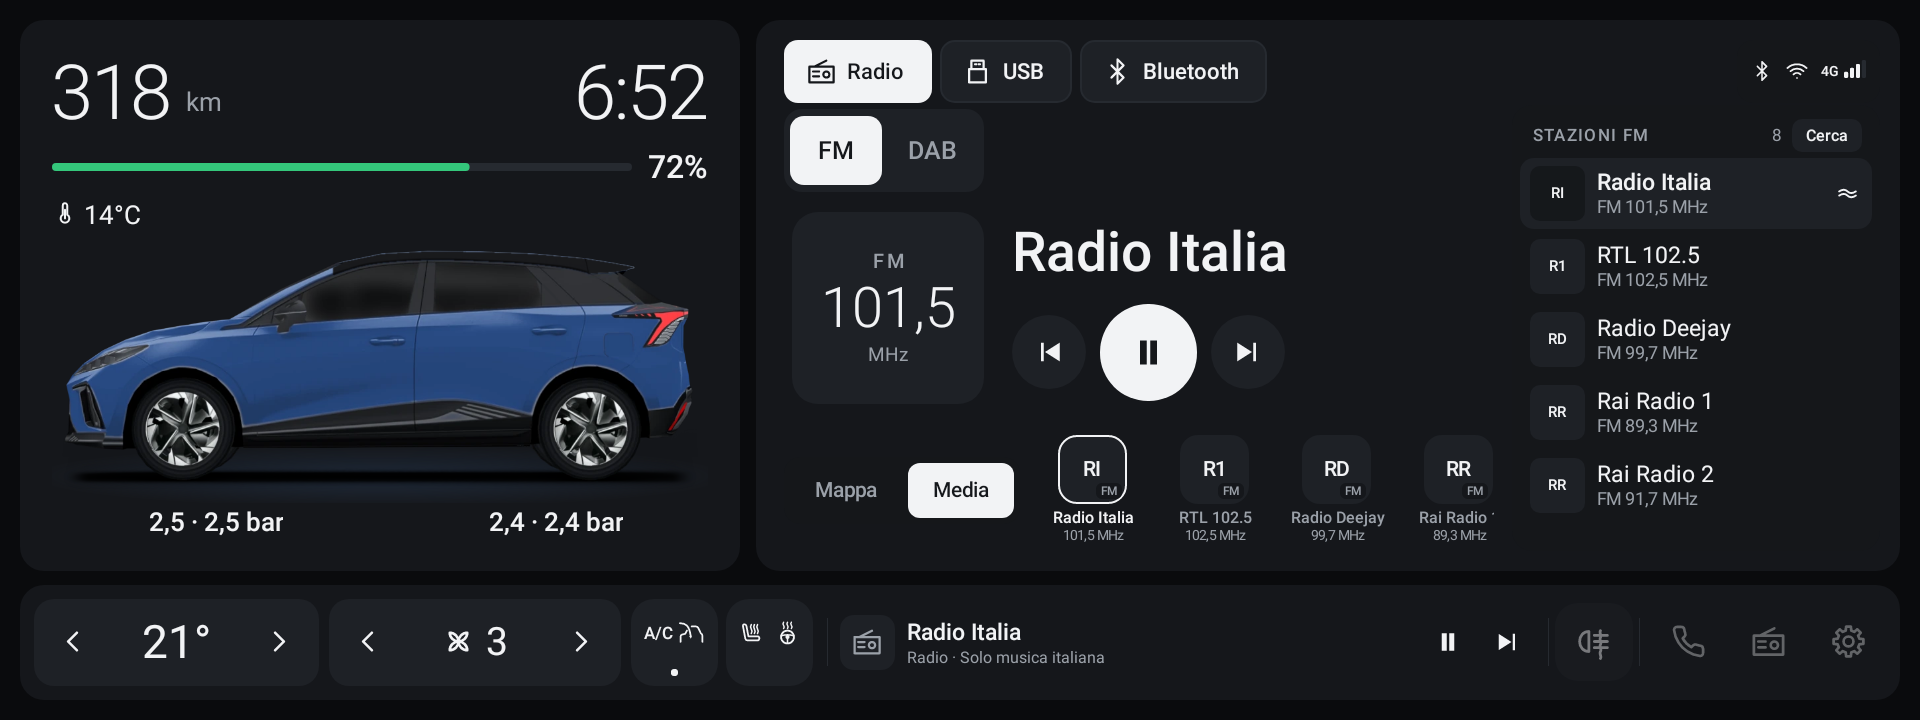 318 km
6:52
72%
14°C
2,5 · 2,5 bar
2,4 · 2,4 bar
Radio
USB
Bluetooth
4G
FM
DAB
FM
101,5
MHz
Radio Italia
Mappa
Media
RI
FM
Radio Italia
101,5 MHz
R1
FM
RTL 102.5
102,5 MHz
RD
FM
Radio Deejay
99,7 MHz
RR
FM
Rai Radio
89,3 MHz
STAZIONI FM
8
Cerca
RI
Radio Italia
FM 101,5 MHz
R1
RTL 102.5
FM 102,5 MHz
RD
Radio Deejay
FM 99,7 MHz
RR
Rai Radio 1
FM 89,3 MHz
RR
Rai Radio 2
FM 91,7 MHz
21°
3
A/C
Radio Italia
Radio · Solo musica italiana